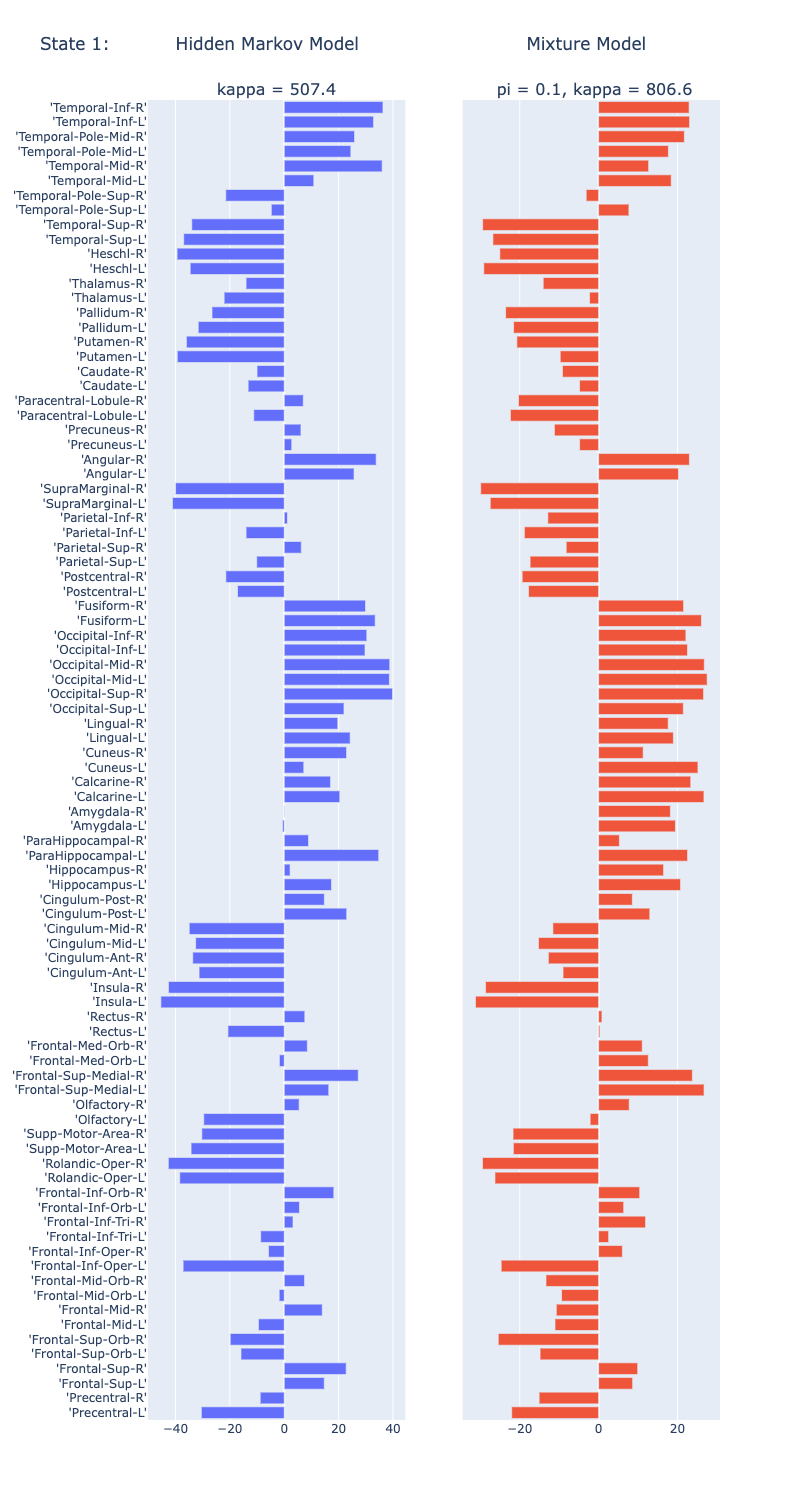 State 1: Hidden Markov Model Mixture Model
kappa = 507.4 pi = 0.1, kappa = 806.6
'Temporal-Inf-R'
'Temporal-Inf-L'
'Temporal-Pole-Mid-R'
'Temporal-Pole-Mid-L'
'Temporal-Mid-R'
'Temporal-Mid-L'
'Temporal-Pole-Sup-R'
'Temporal-Pole-Sup-L'
'Temporal-Sup-R'
'Temporal-Sup-L'
'Heschl-R'
'Heschl-L'
'Thalamus-R'
'Thalamus-L'
'Pallidum-R'
'Pallidum-L'
'Putamen-R'
'Putamen-L'
'Caudate-R'
'Caudate-L'
'Paracentral-Lobule-R'
'Paracentral-Lobule-L'
'Precuneus-R'
'Precuneus-L'
'Angular-R'
'Angular-L'
'SupraMarginal-R'
'SupraMarginal-L'
'Parietal-Inf-R'
'Parietal-Inf-L'
'Parietal-Sup-R'
'Parietal-Sup-L'
'Postcentral-R'
'Postcentral-L'
'Fusiform-R'
'Fusiform-L'
'Occipital-Inf-R'
'Occipital-Inf-L'
'Occipital-Mid-R'
'Occipital-Mid-L'
'Occipital-Sup-R'
'Occipital-Sup-L'
'Lingual-R'
'Lingual-L'
'Cuneus-R'
'Cuneus-L'
'Calcarine-R'
'Calcarine-L'
'Amygdala-R'
'Amygdala-L'
'ParaHippocampal-R'
'ParaHippocampal-L'
'Hippocampus-R'
'Hippocampus-L'
'Cingulum-Post-R'
'Cingulum-Post-L'
'Cingulum-Mid-R'
'Cingulum-Mid-L'
'Cingulum-Ant-R'
'Cingulum-Ant-L'
'Insula-R'
'Insula-L'
'Rectus-R'
'Rectus-L'
'Frontal-Med-Orb-R'
'Frontal-Med-Orb-L'
'Frontal-Sup-Medial-R'
'Frontal-Sup-Medial-L'
'Olfactory-R'
'Olfactory-L'
'Supp-Motor-Area-R'
'Supp-Motor-Area-L'
'Rolandic-Oper-R'
'Rolandic-Oper-L'
'Frontal-Inf-Orb-R'
'Frontal-Inf-Orb-L'
'Frontal-Inf-Tri-R'
'Frontal-Inf-Tri-L'
'Frontal-Inf-Oper-R'
'Frontal-Inf-Oper-L'
'Frontal-Mid-Orb-R'
'Frontal-Mid-Orb-L'
'Frontal-Mid-R'
'Frontal-Mid-L'
'Frontal-Sup-Orb-R'
'Frontal-Sup-Orb-L'
'Frontal-Sup-R'
'Frontal-Sup-L'
'Precentral-R'
'Precentral-L'
−40 −20 0 20 40 −20 0 20